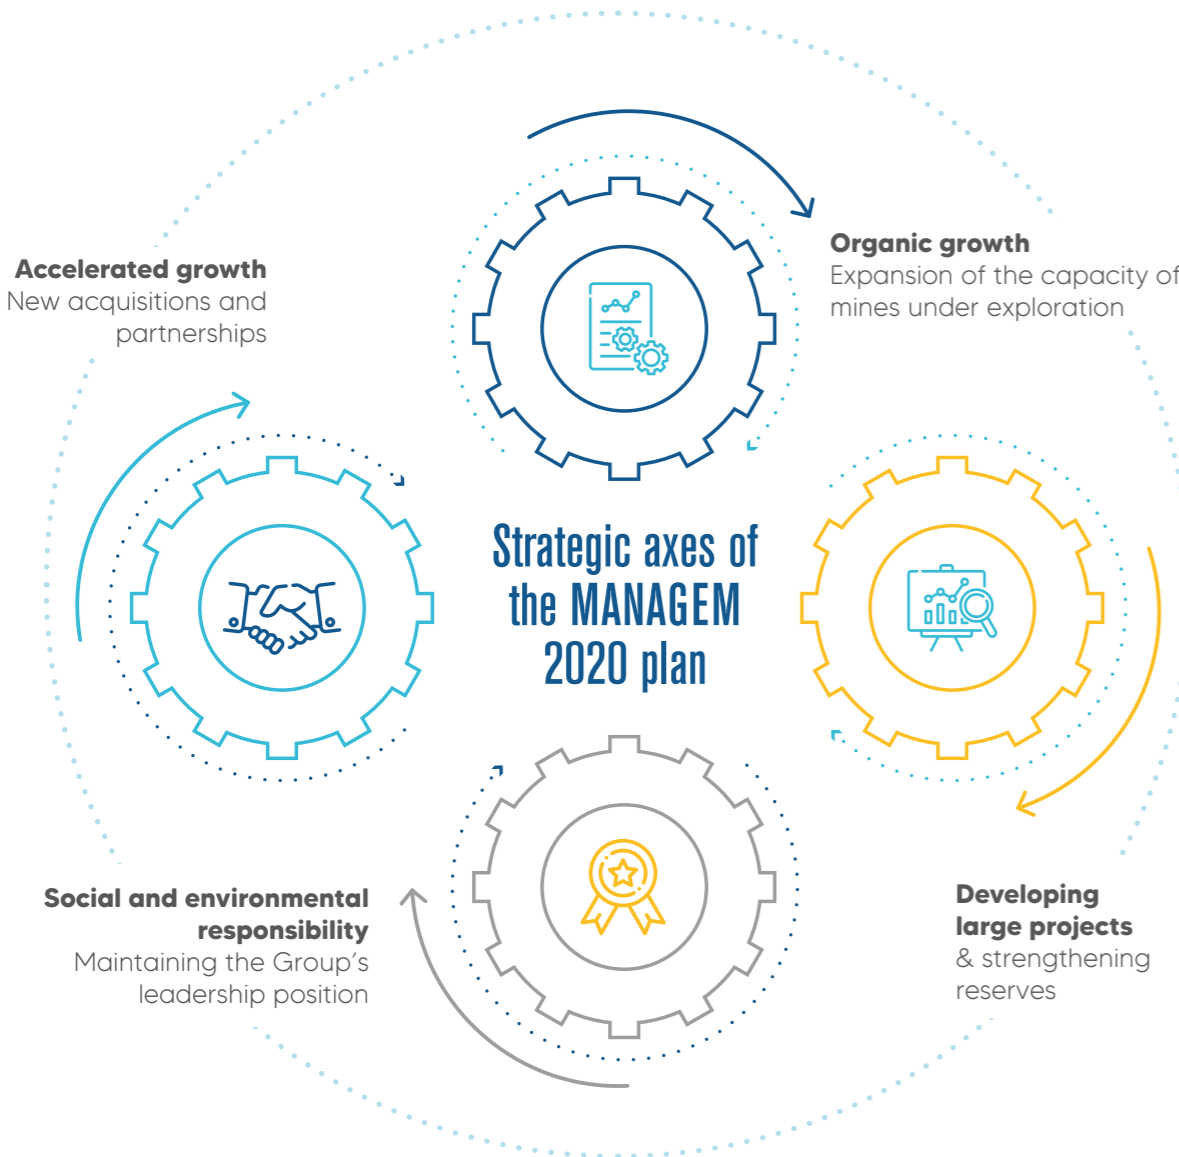 Organic growth
Expansion of the capacity of
mines under exploration
Accelerated growth
New acquisitions and
partnerships
Strategic axes of
the MANAGEM
2020 plan
Social and environmental
responsibility
Maintaining the Group's
leadership position
Developing
large projects
& strengthening
reserves